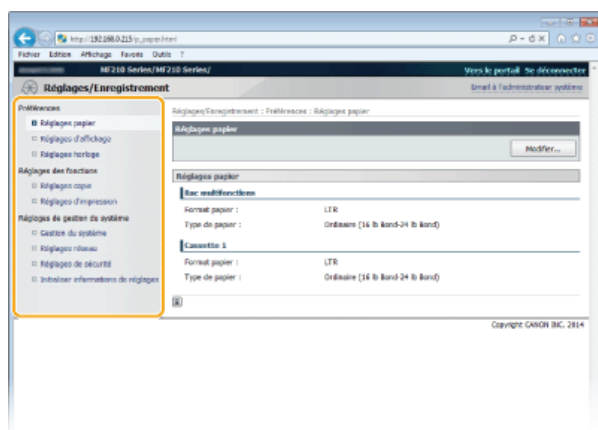 http://192.168.0.215/p_paper.html
Fichier Edition Affichage Favoris Outils ?
MF210 Series/MF210 Series/
Vers le portail Se déconnecter
Réglages/Enregistrement
Email à l'administrateur système
Préférences
Réglages papier
Réglages d'affichage
Réglages horloge
Réglages des fonctions
Réglages copie
Réglages d'impression
Réglages de gestion du système
Gestion du système
Réglages réseau
Réglages de sécurité
Initialiser informations de réglages
Réglages/Enregistrement : Préférences : Réglages papier
Réglages papier
Modifier...
Réglages papier
Bac multifonctions
Format papier : LTR
Type de papier : Ordinaire (16 lb Bond-24 lb Bond)
Cassette 1
Format papier : LTR
Type de papier : Ordinaire (16 lb Bond-24 lb Bond)
Copyright CANON INC. 2014